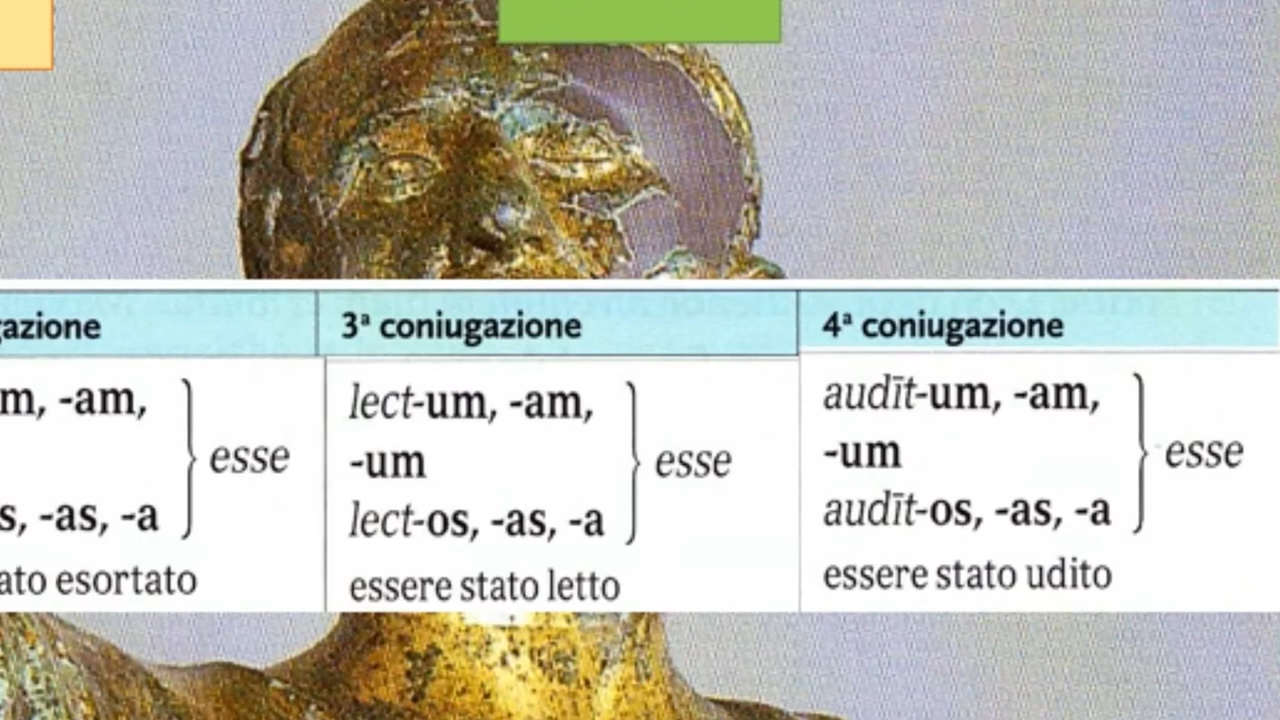 gazione
m, -am,
s, -as, -a
esse
ato esortato
3ª coniugazione
lect-um, -am,
-um
lect-os, -as, -a
esse
essere stato letto
4ª coniugazione
audīt-um, -am,
-um
audīt-os, -as, -a
esse
essere stato udito